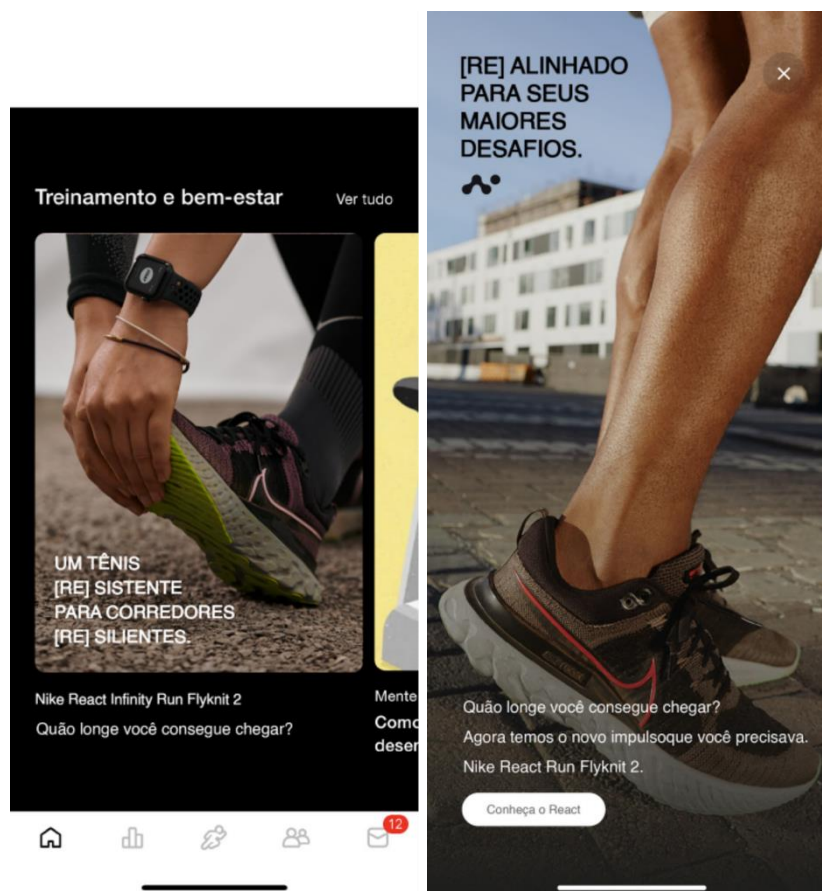 Treinamento e bem-estar
Ver tudo
UM TÊNIS
[RE] SISTENTE
PARA CORREDORES
[RE] SILIENTES.
Nike React Infinity Run Flyknit 2
Quão longe você consegue chegar?
Mente
Como
deser
12
[RE] ALINHADO
PARA SEUS
MAIORES
DESAFIOS.
Quão longe você consegue chegar?
Agora temos o novo impulsoque você precisava.
Nike React Run Flyknit 2.
Conheça o React